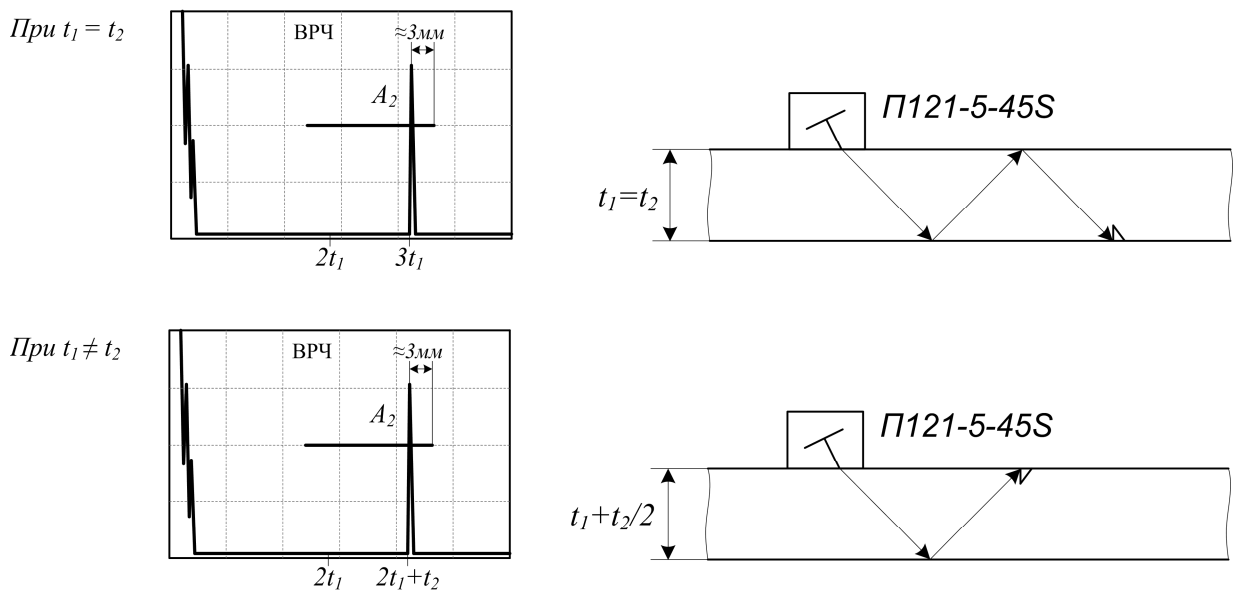 При t₁ = t₂
ВРЧ
≈3мм
A₂
2t₁
3t₁
П121-5-45S
t₁=t₂
При t₁ ≠ t₂
ВРЧ
≈3мм
A₂
2t₁
2t₁+t₂
П121-5-45S
t₁+t₂/2